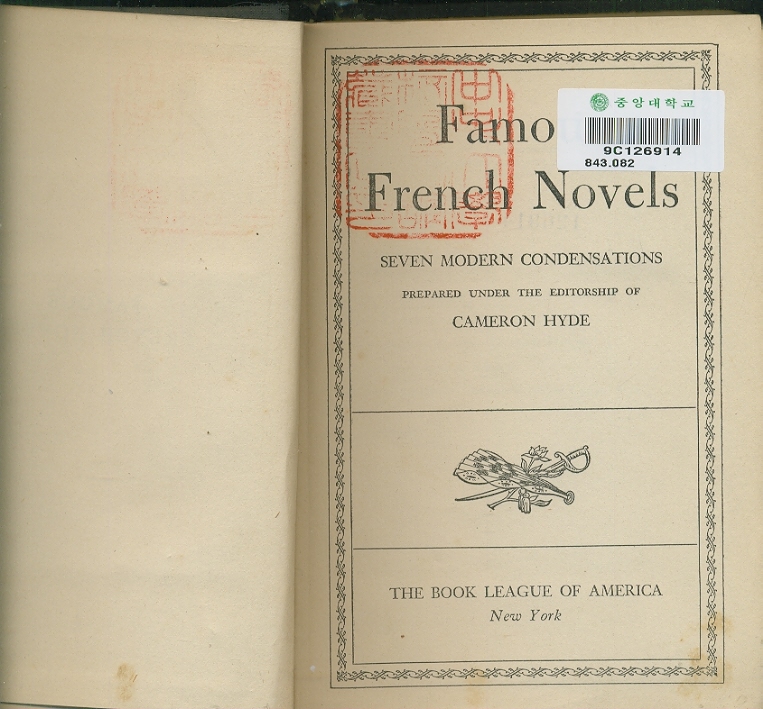 Famo
French Novels
중앙대학교
9C126914
843.082
SEVEN MODERN CONDENSATIONS
PREPARED UNDER THE EDITORSHIP OF
CAMERON HYDE
THE BOOK LEAGUE OF AMERICA
New York